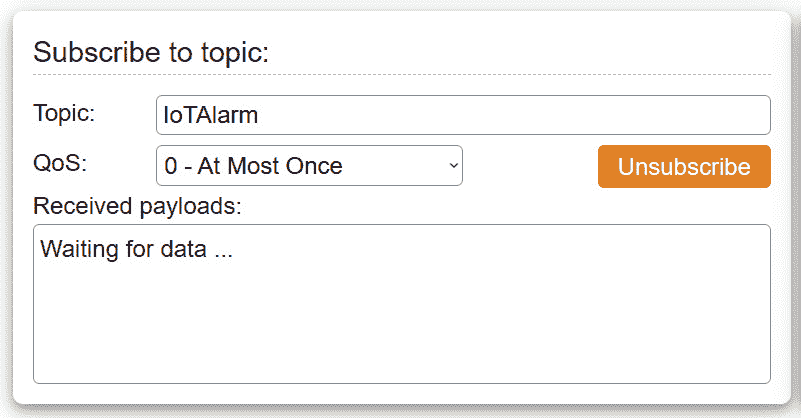 Subscribe to topic:
Topic: IoTAlarm
QoS: 0 - At Most Once Unsubscribe
Received payloads:
Waiting for data ...